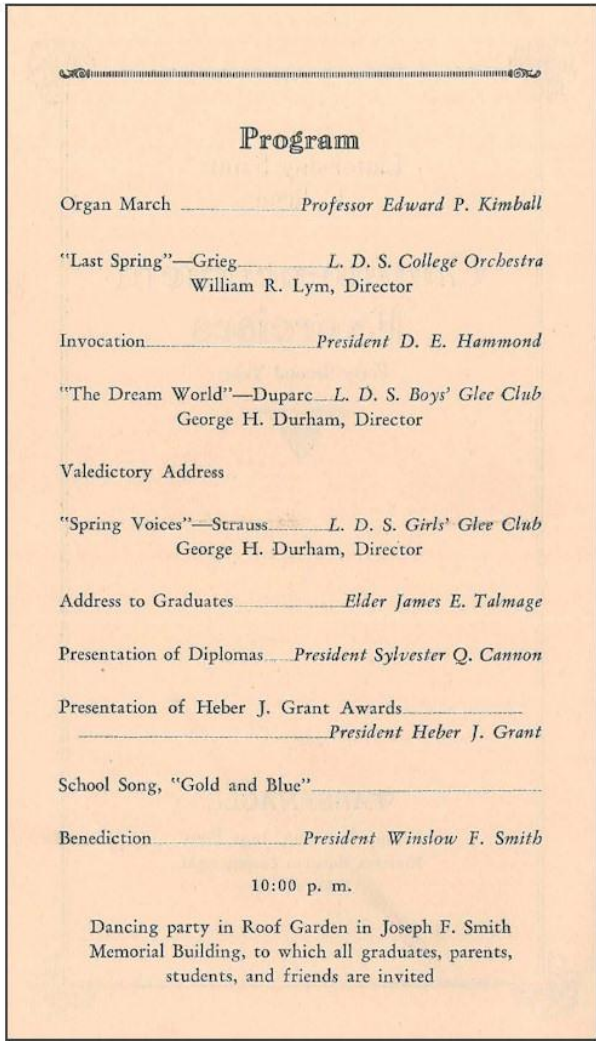 Program
Organ March Professor Edward P. Kimball
"Last Spring"—Grieg L. D. S. College Orchestra
William R. Lym, Director
Invocation President D. E. Hammond
"The Dream World"—Duparc L. D. S. Boys' Glee Club
George H. Durham, Director
Valedictory Address
"Spring Voices"—Strauss L. D. S. Girls' Glee Club
George H. Durham, Director
Address to Graduates Elder James E. Talmage
Presentation of Diplomas President Sylvester Q. Cannon
Presentation of Heber J. Grant Awards
President Heber J. Grant
School Song, "Gold and Blue"
Benediction President Winslow F. Smith
10:00 p. m.
Dancing party in Roof Garden in Joseph F. Smith
Memorial Building, to which all graduates, parents,
students, and friends are invited